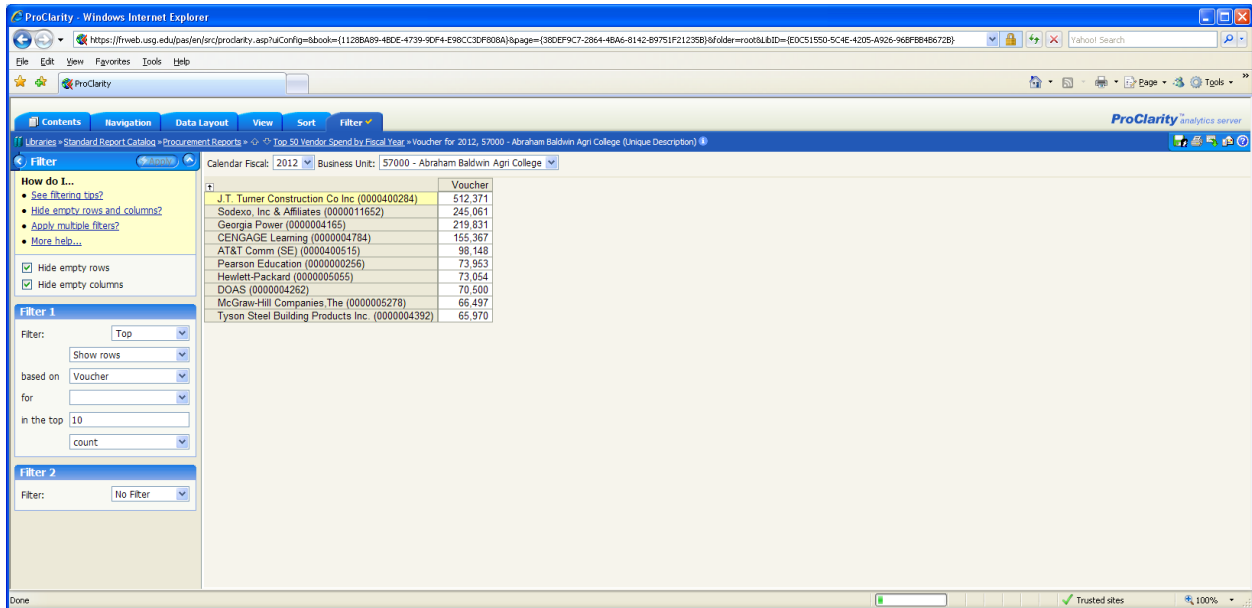 ProClarity - Windows Internet Explorer
https://frweb.usg.edu/pas/en/src/proclarity.asp?uiConfig=&book={1128BA89-4BDE-4739-9DF4-E98CC3DF808A}&page={38DEF9C7-2864-4BA6-8142-B9751F21235B}&folder=root&LibID={E0C51550-5C4E-4205-A926-96BFBB4B672B}
Yahoo! Search
File Edit View Favorites Tools Help
ProClarity
Page Tools
Contents Navigation Data Layout View Sort Filter
ProClarity analytics server
Libraries » Standard Report Catalog » Procurement Reports » Top 50 Vendor Spend by Fiscal Year » Voucher for 2012, 57000 - Abraham Baldwin Agri College (Unique Description)
Filter Apply
Calendar Fiscal: 2012 Business Unit: 57000 - Abraham Baldwin Agri College
How do I...
• See filtering tips?
• Hide empty rows and columns?
• Apply multiple filters?
• More help...
Hide empty rows
Hide empty columns
Filter 1
Filter: Top
Show rows
based on Voucher
for
in the top 10
count
Filter 2
Filter: No Filter
Voucher
J.T. Turner Construction Co Inc (0000400284) 512,371
Sodexo, Inc & Affiliates (0000011652) 245,061
Georgia Power (0000004165) 219,831
CENGAGE Learning (0000004784) 155,367
AT&T Comm (SE) (0000400515) 98,148
Pearson Education (0000000256) 73,953
Hewlett-Packard (0000005055) 73,054
DOAS (0000004262) 70,500
McGraw-Hill Companies,The (0000005278) 66,497
Tyson Steel Building Products Inc. (0000004392) 65,970
Done
Trusted sites
100%